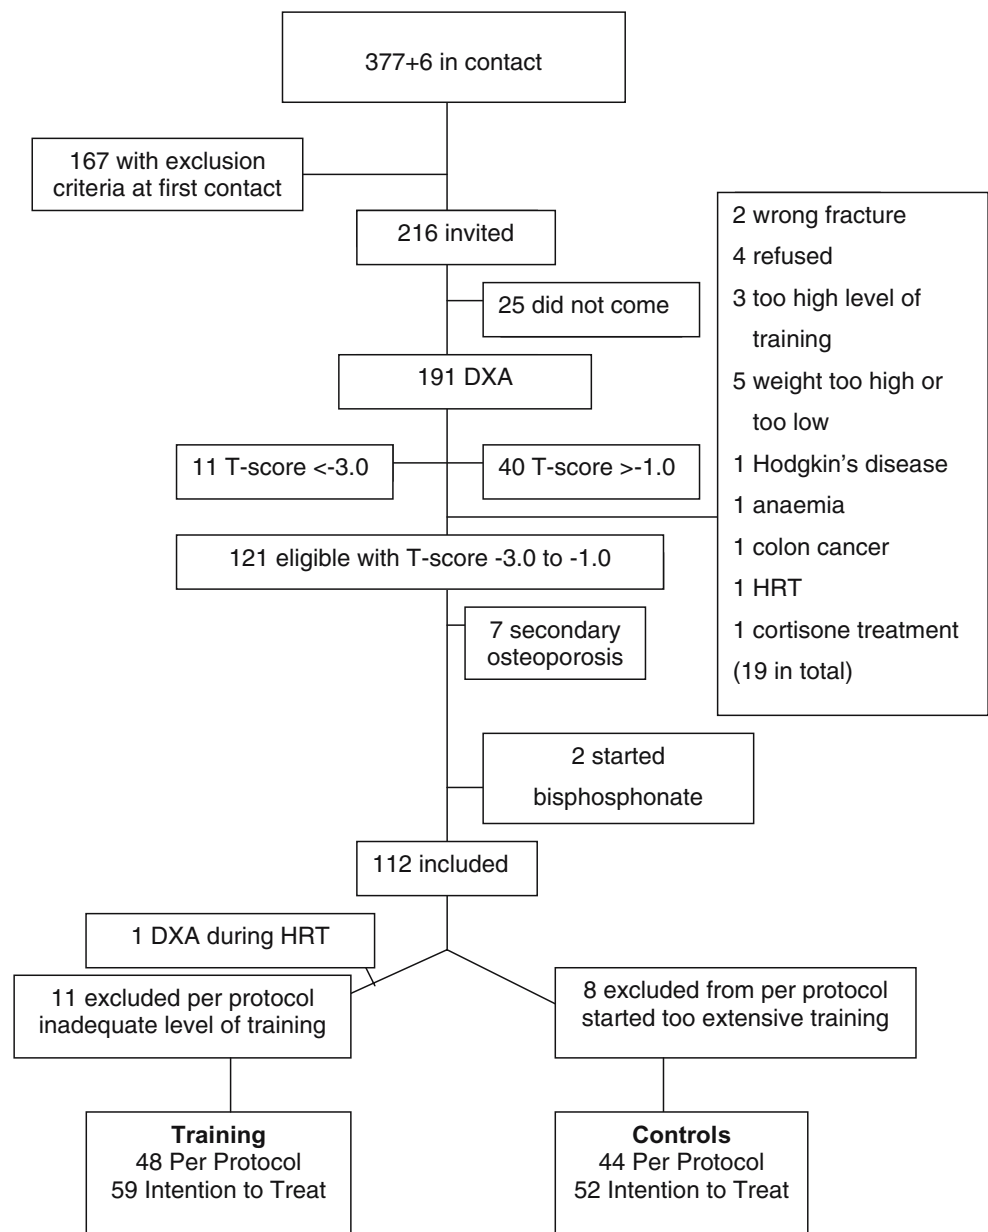 377+6 in contact
167 with exclusion
criteria at first contact
216 invited
25 did not come
191 DXA
11 T-score <-3.0
40 T-score >-1.0
2 wrong fracture
4 refused
3 too high level of
training
5 weight too high or
too low
1 Hodgkin's disease
1 anaemia
1 colon cancer
1 HRT
1 cortisone treatment
(19 in total)
121 eligible with T-score -3.0 to -1.0
7 secondary
osteoporosis
2 started
bisphosphonate
112 included
1 DXA during HRT
11 excluded per protocol
inadequate level of training
8 excluded from per protocol
started too extensive training
Training
48 Per Protocol
59 Intention to Treat
Controls
44 Per Protocol
52 Intention to Treat